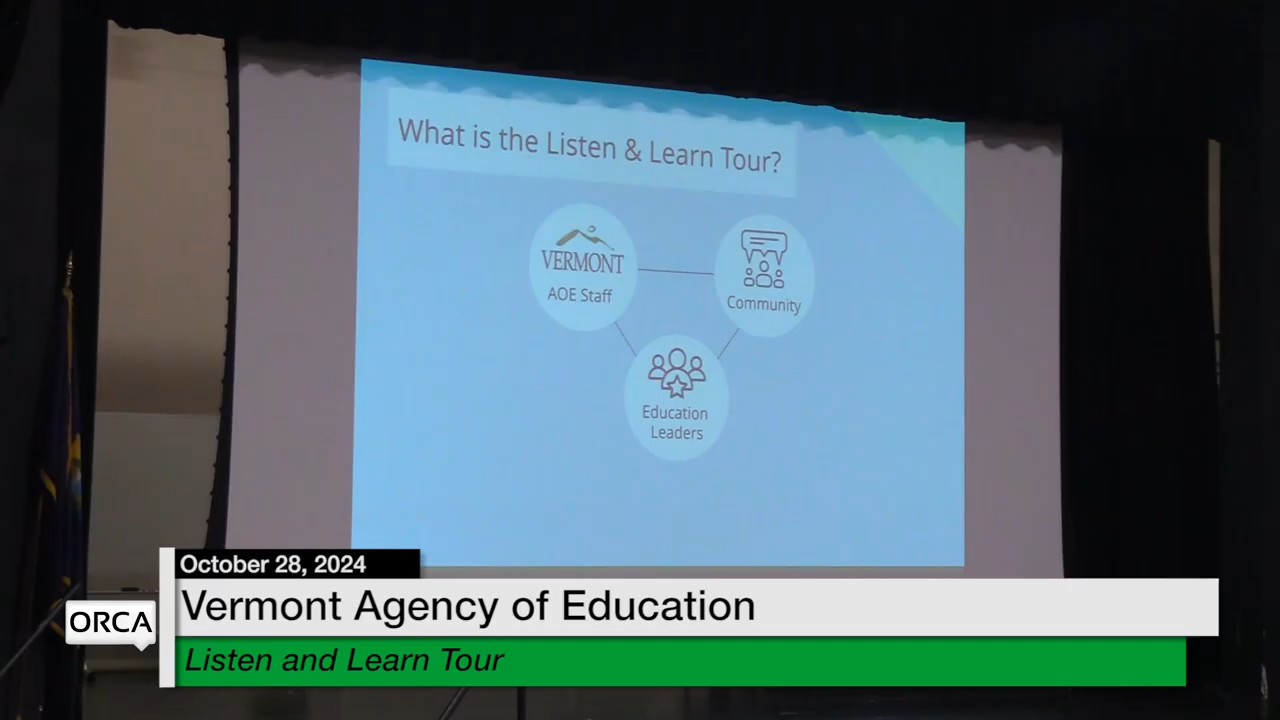 What is the Listen & Learn Tour?
VERMONT
AOE Staff
Community
Education
Leaders
October 28, 2024
Vermont Agency of Education
ORCA
Listen and Learn Tour